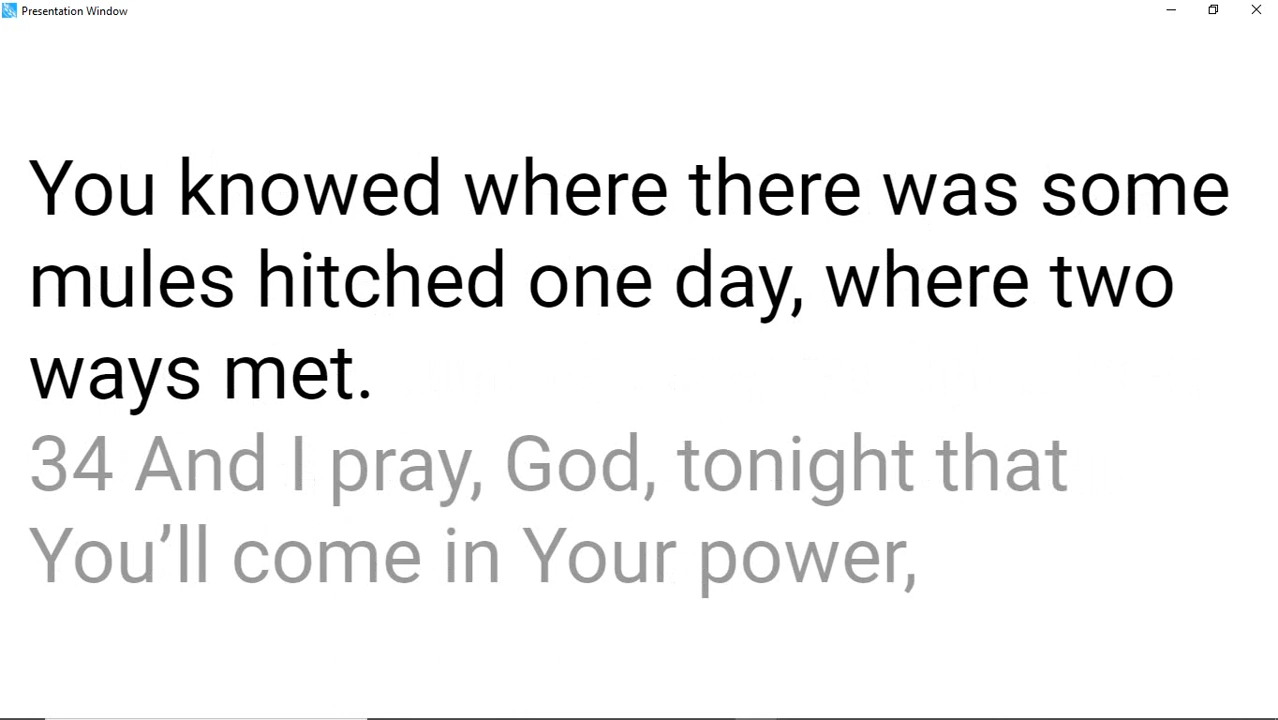 Presentation Window
You knowed where there was some
mules hitched one day, where two
ways met.
34 And I pray, God, tonight that
You’ll come in Your power,